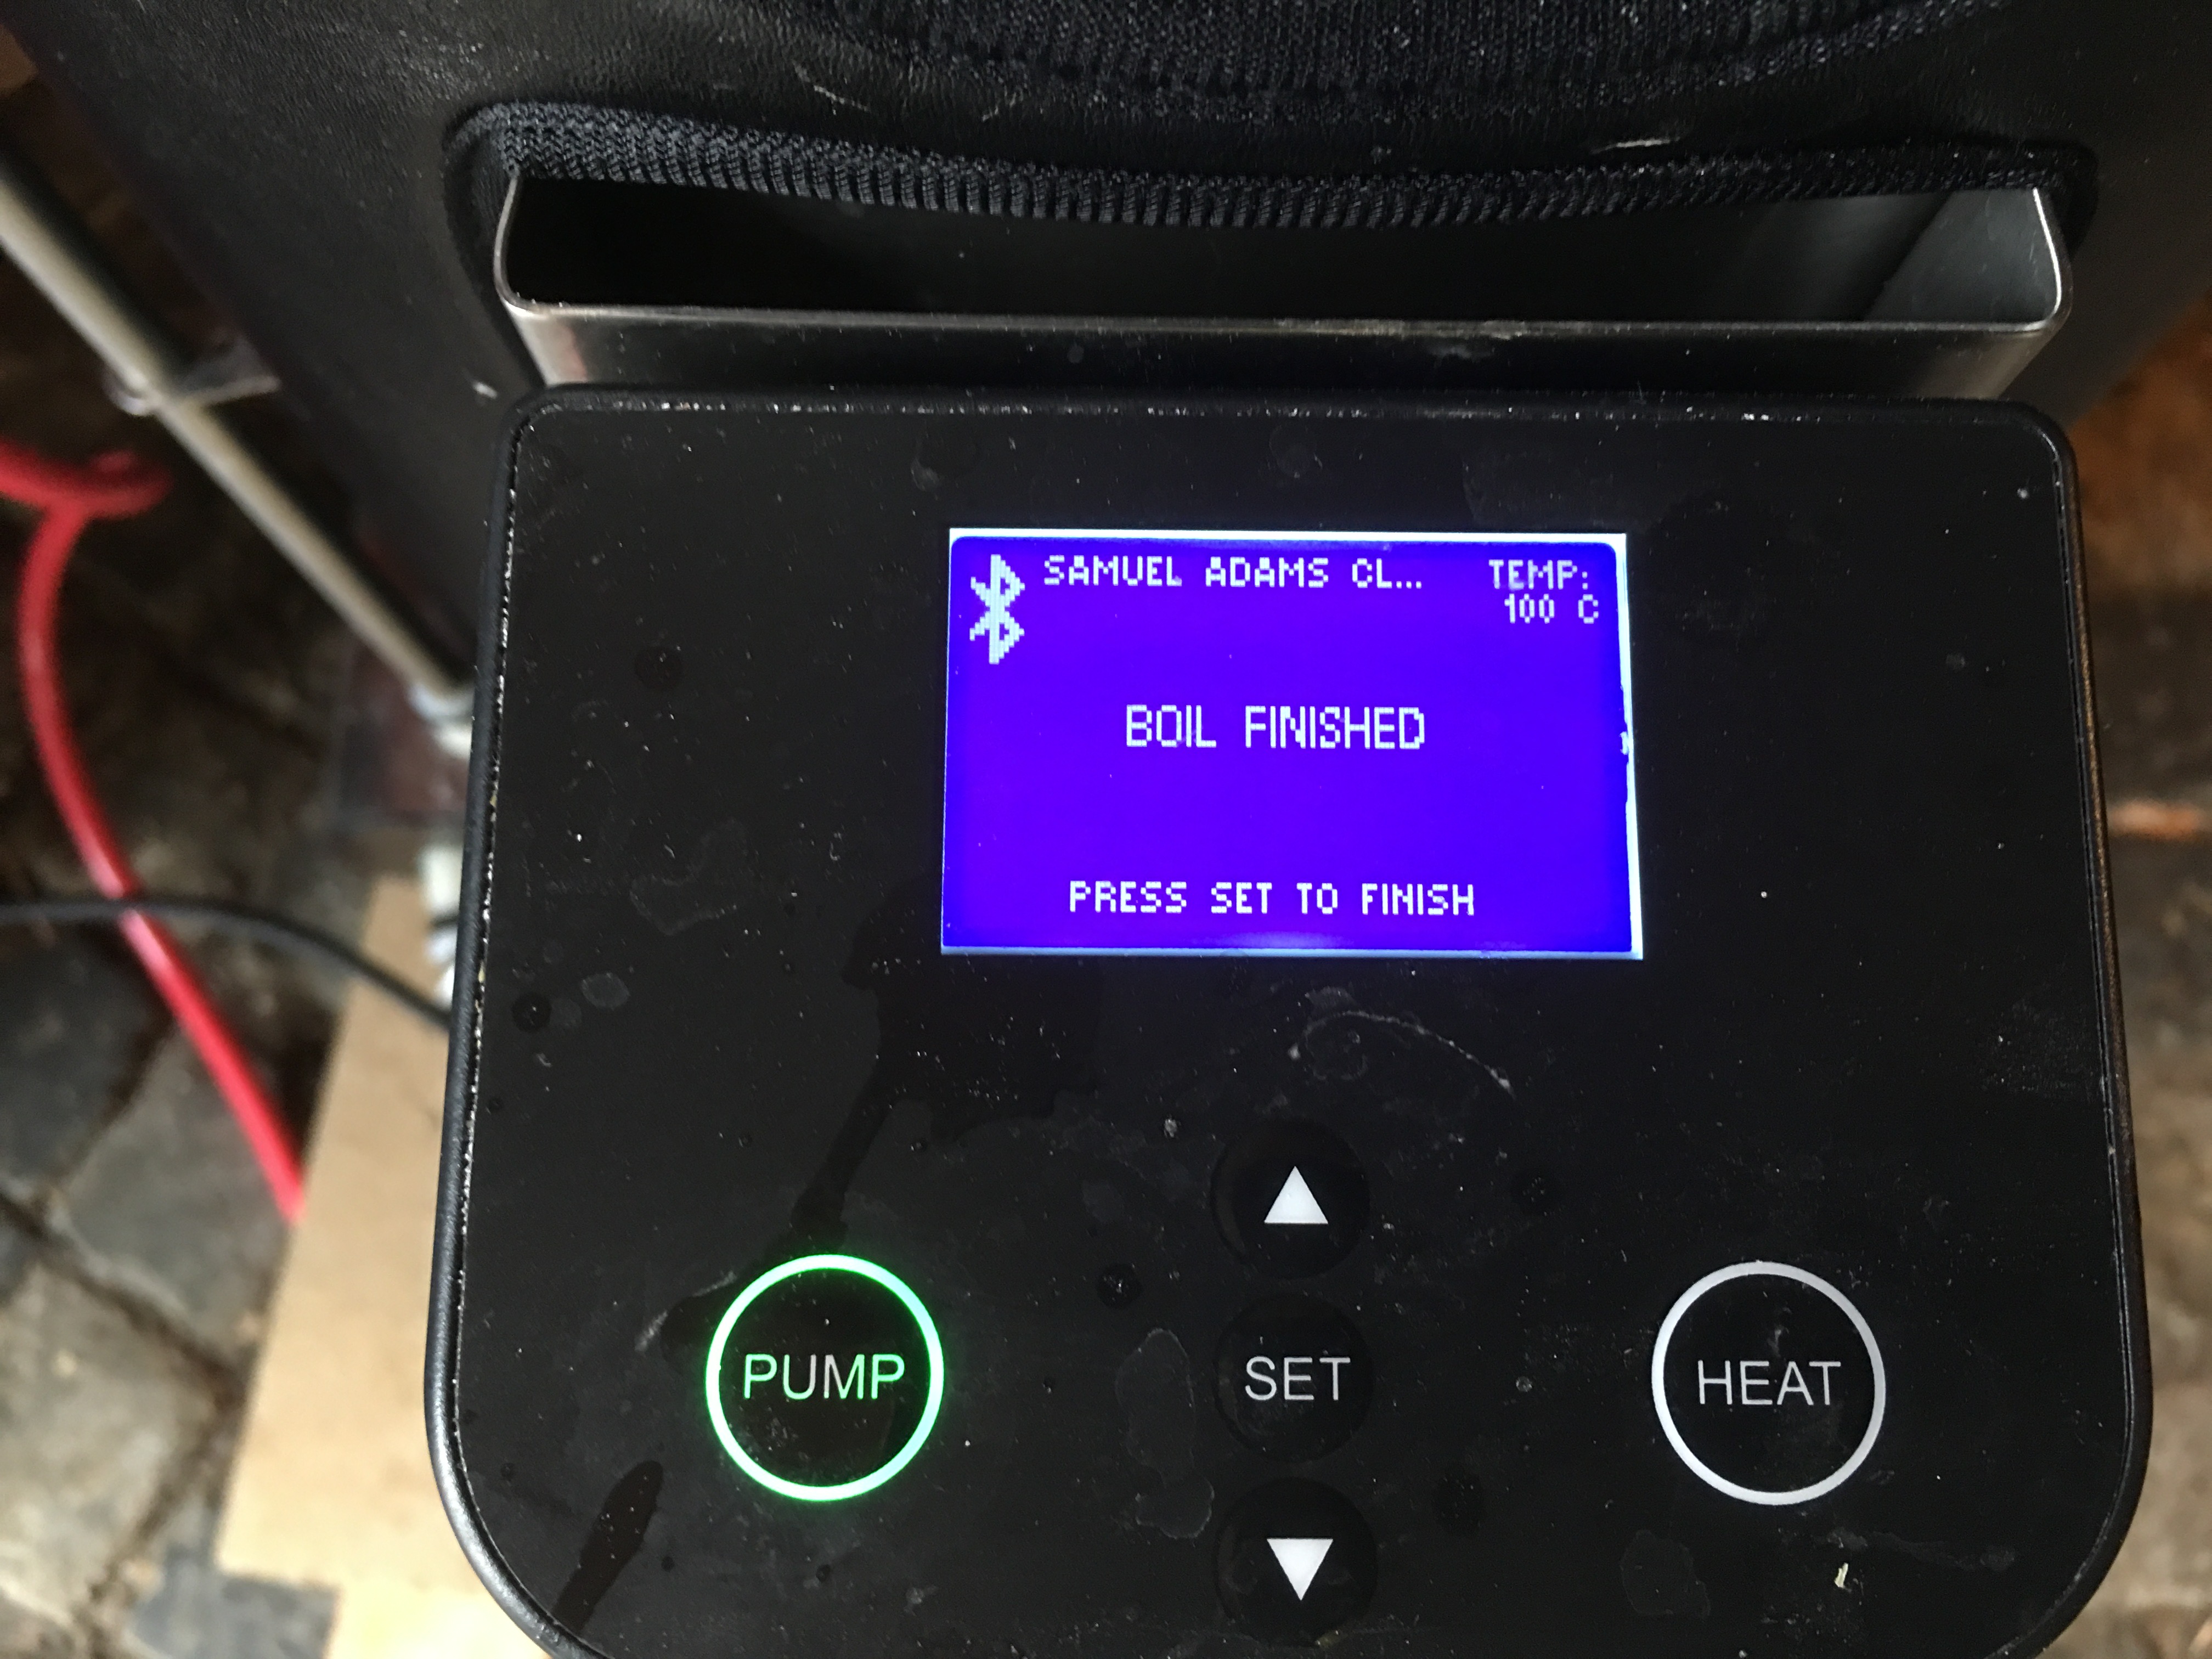 SAMUEL ADAMS CL...
TEMP:
100 C
BOIL FINISHED
PRESS SET TO FINISH
PUMP
SET
HEAT